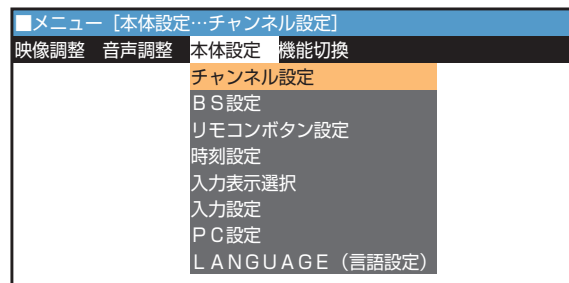 ■メニュー［本体設定…チャンネル設定］
映像調整　音声調整　本体設定　機能切換
チャンネル設定
ＢＳ設定
リモコンボタン設定
時刻設定
入力表示選択
入力設定
ＰＣ設定
ＬＡＮＧＵＡＧＥ（言語設定）